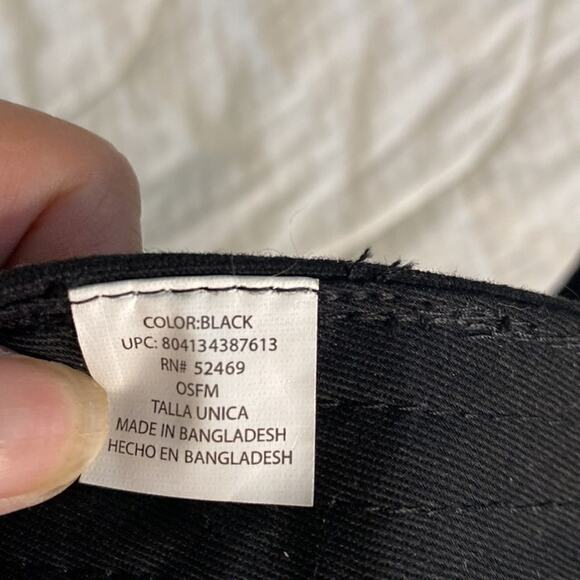 COLOR:BLACK
UPC: 804134387613
RN# 52469
OSFM
TALLA UNICA
MADE IN BANGLADESH
HECHO EN BANGLADESH